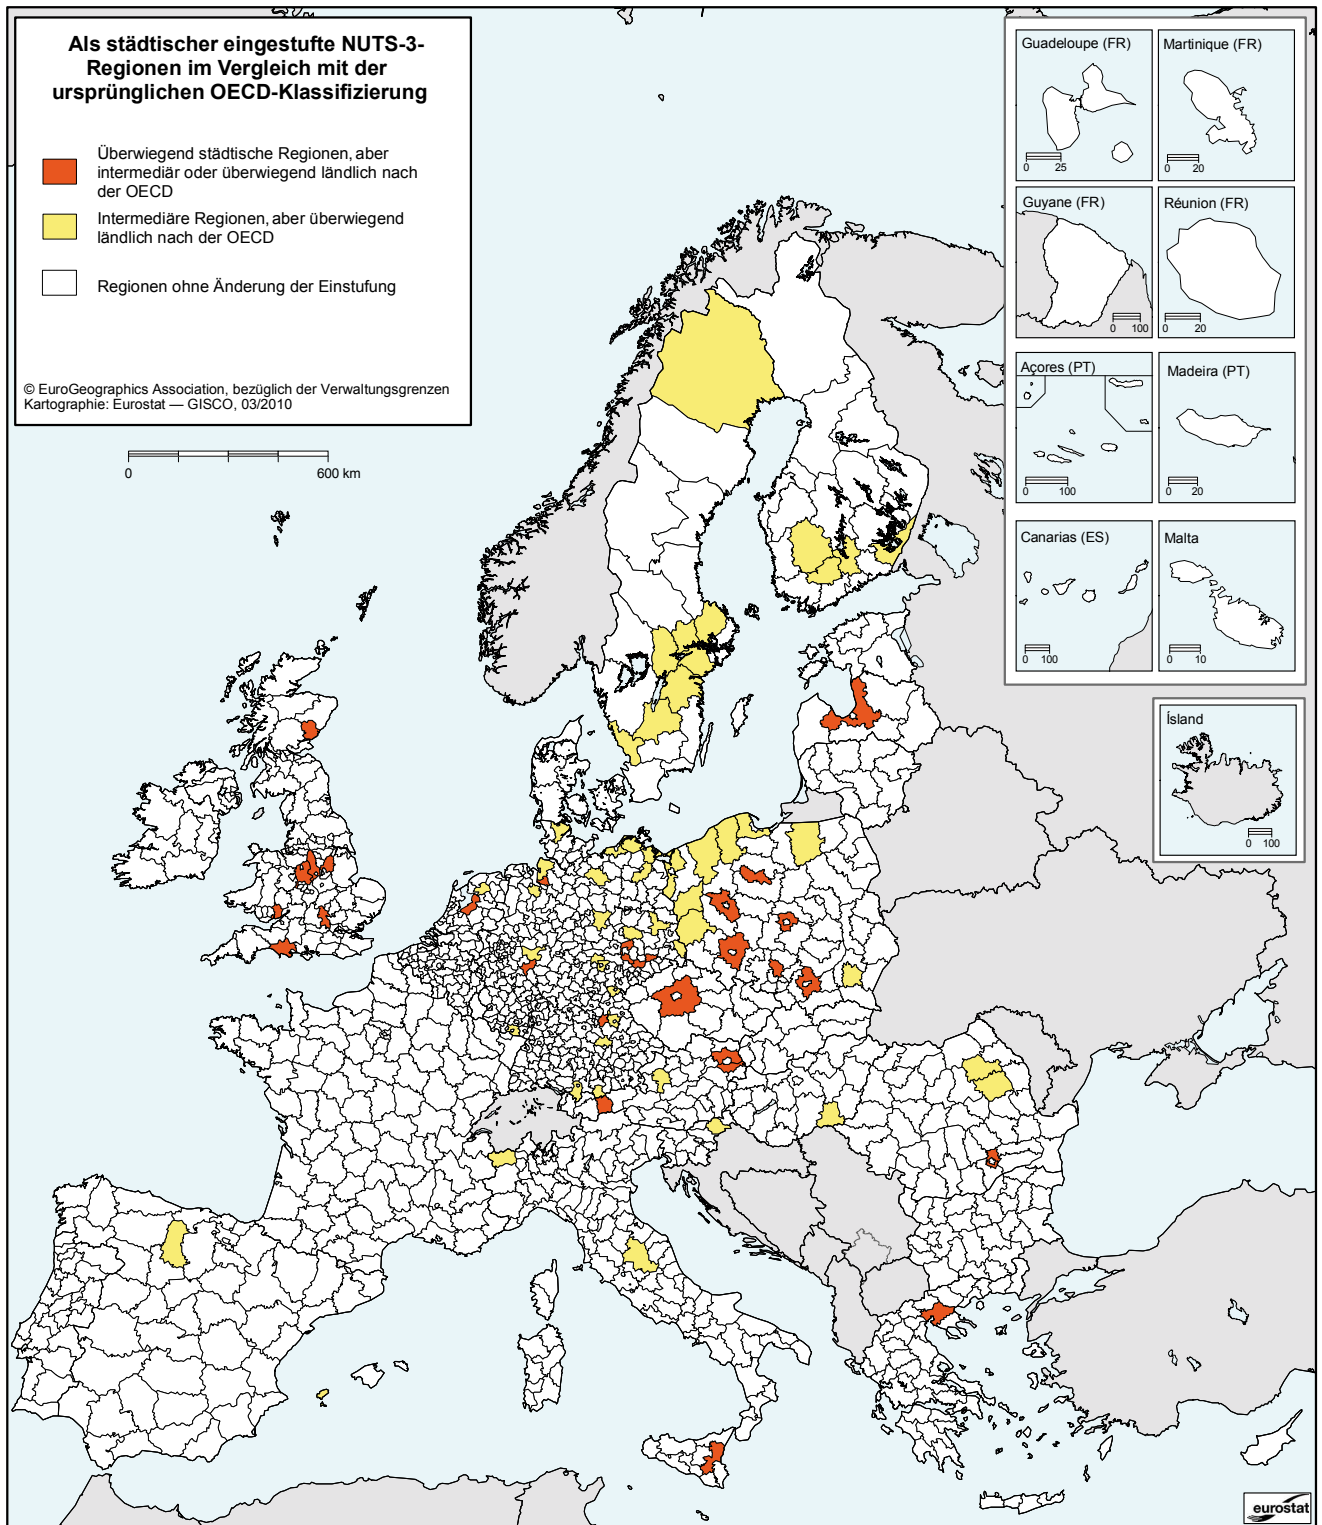 Als städtischer eingestufte NUTS-3-
Regionen im Vergleich mit der
ursprünglichen OECD-Klassifizierung
Überwiegend städtische Regionen, aber
intermediär oder überwiegend ländlich nach
der OECD
Intermediäre Regionen, aber überwiegend
ländlich nach der OECD
Regionen ohne Änderung der Einstufung
© EuroGeographics Association, bezüglich der Verwaltungsgrenzen
Kartographie: Eurostat — GISCO, 03/2010
0 600 km
Guadeloupe (FR)
0 25
Martinique (FR)
0 20
Guyane (FR)
0 100
Réunion (FR)
0 20
Açores (PT)
0 100
Madeira (PT)
0 20
Canarias (ES)
0 100
Malta
0 10
Ísland
0 100
eurostat